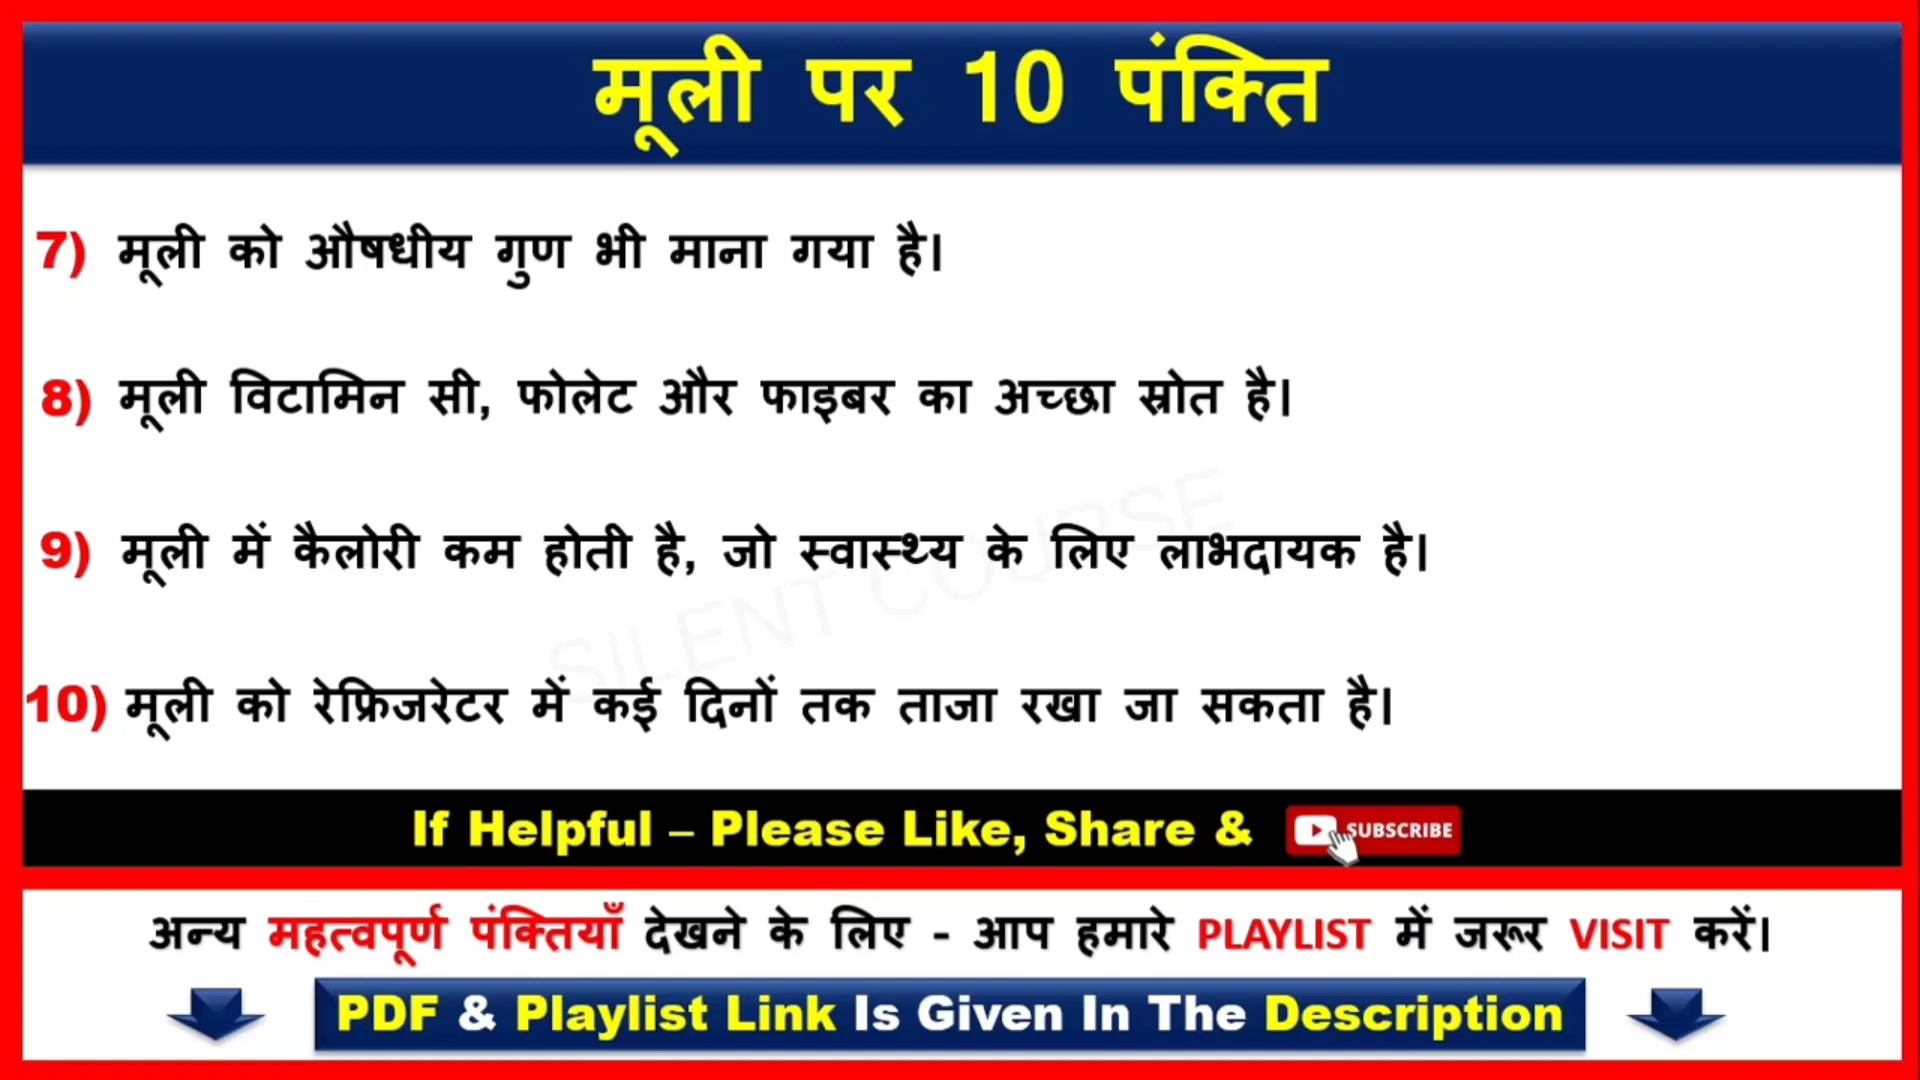 मूली पर 10 पंक्ति
7) मूली को औषधीय गुण भी माना गया है।
8) मूली विटामिन सी, फोलेट और फाइबर का अच्छा स्रोत है।
9) मूली में कैलोरी कम होती है, जो स्वास्थ्य के लिए लाभदायक है।
SILENT COURSE
10) मूली को रेफ्रिजरेटर में कई दिनों तक ताजा रखा जा सकता है।
If Helpful – Please Like, Share & SUBSCRIBE
अन्य महत्वपूर्ण पंक्तियाँ देखने के लिए - आप हमारे PLAYLIST में जरूर VISIT करें।
PDF & Playlist Link Is Given In The Description